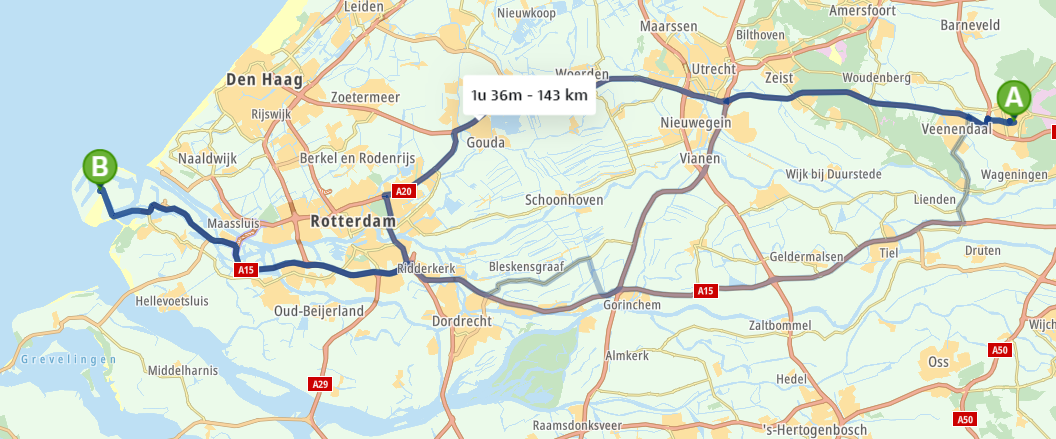 Leiden
Nieuwkoop
Amersfoort
Maarssen
Bilthoven
Barneveld
Den Haag
Woerden
Utrecht
Zeist
Woudenberg
Zoetermeer
1u 36m - 143 km
A
Rijswijk
Nieuwegein
Veenendaal
Gouda
Naaldwijk
Berkel en Rodenrijs
Vianen
B
Wijk bij Duurstede
Wageningen
A20
Schoonhoven
Lienden
Maassluis
Rotterdam
Geldermalsen
Tiel
Druten
A15
Ridderkerk
Bleskensgraaf
A15
Hellevoetsluis
Oud-Beijerland
Gorinchem
Dordrecht
Zaltbommel
Wijch
Grevelingen
Almkerk
A50
Oss
Middelharnis
A29
Hedel
A50
Raamsdonksveer
's-Hertogenbosch